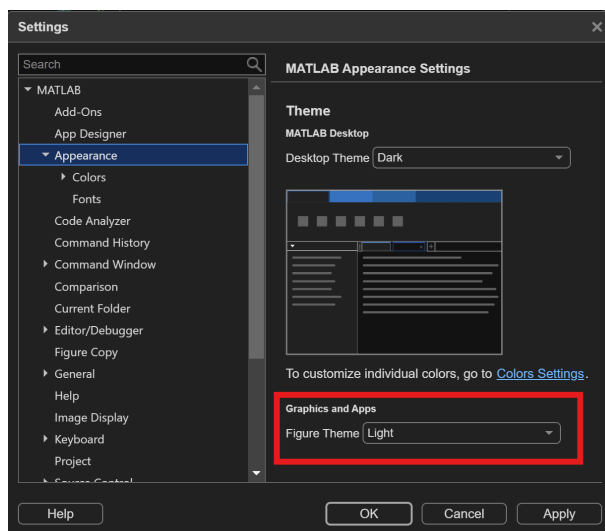 Settings
Search
MATLAB
Add-Ons
App Designer
Appearance
Colors
Fonts
Code Analyzer
Command History
Command Window
Comparison
Current Folder
Editor/Debugger
Figure Copy
General
Help
Image Display
Keyboard
Project
Source Control
MATLAB Appearance Settings
Theme
MATLAB Desktop
Desktop Theme Dark
To customize individual colors, go to Colors Settings.
Graphics and Apps
Figure Theme Light
Help
OK
Cancel
Apply